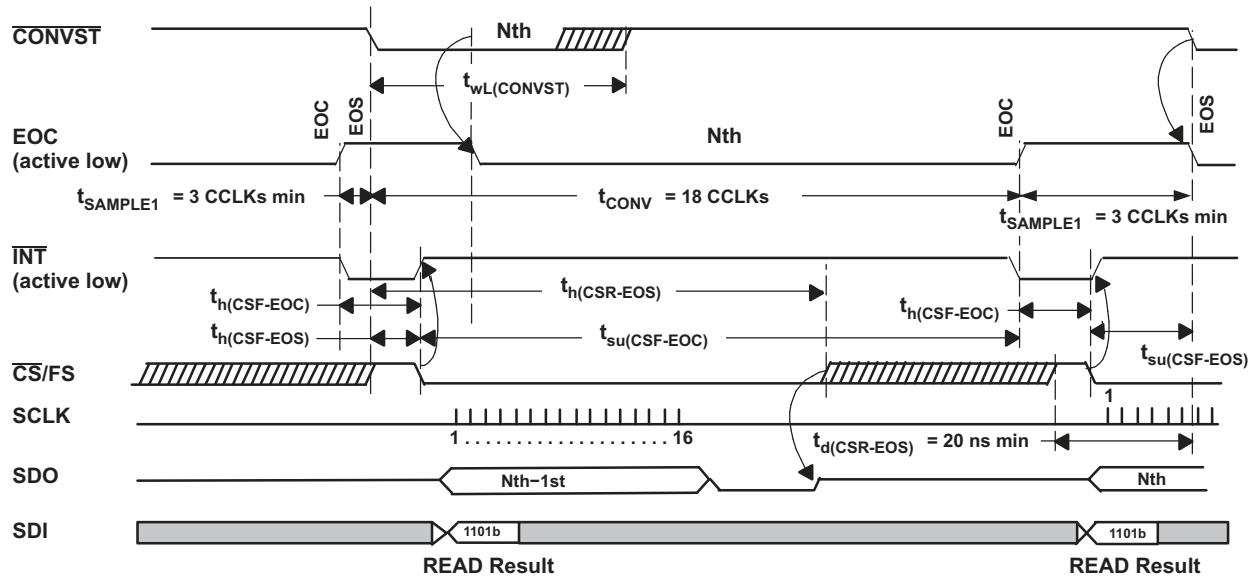 CONVST
Nth
twL(CONVST)
EOC
EOS
EOC
EOS
EOC
(active low)
Nth
tSAMPLE1 = 3 CCLKs min
tCONV = 18 CCLKs
tSAMPLE1 = 3 CCLKs min
INT
(active low)
th(CSF-EOC)
th(CSR-EOS)
th(CSF-EOC)
th(CSF-EOS)
tsu(CSF-EOC)
tsu(CSF-EOS)
CS/FS
SCLK
1
1 . . . . . . . . . . . . . . . . . . . . . 16
td(CSR-EOS) = 20 ns min
SDO
Nth−1st
Nth
SDI
1101b
1101b
READ Result
READ Result